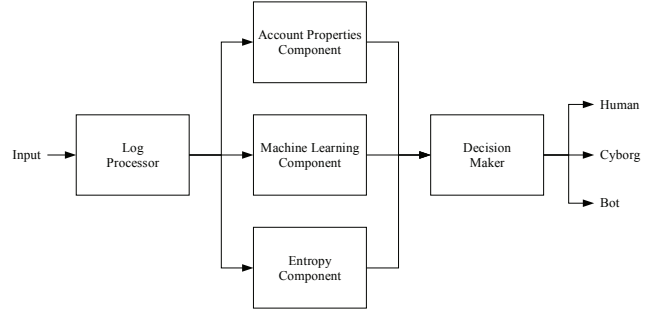 Account Properties
Component
Input
Log
Processor
Machine Learning
Component
Entropy
Component
Decision
Maker
Human
Cyborg
Bot